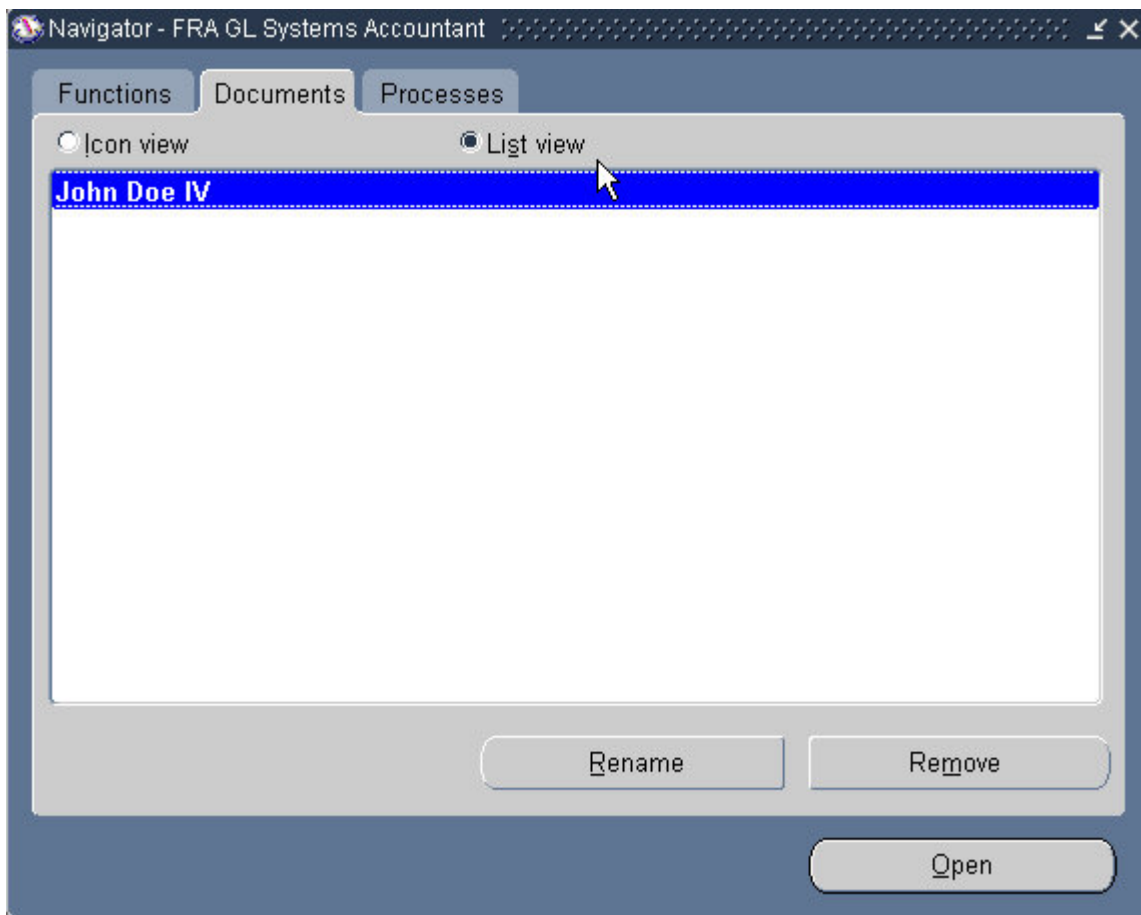 Navigator - FRA GL Systems Accountant
Functions Documents Processes
Icon view List view
John Doe IV
Rename Remove
Open